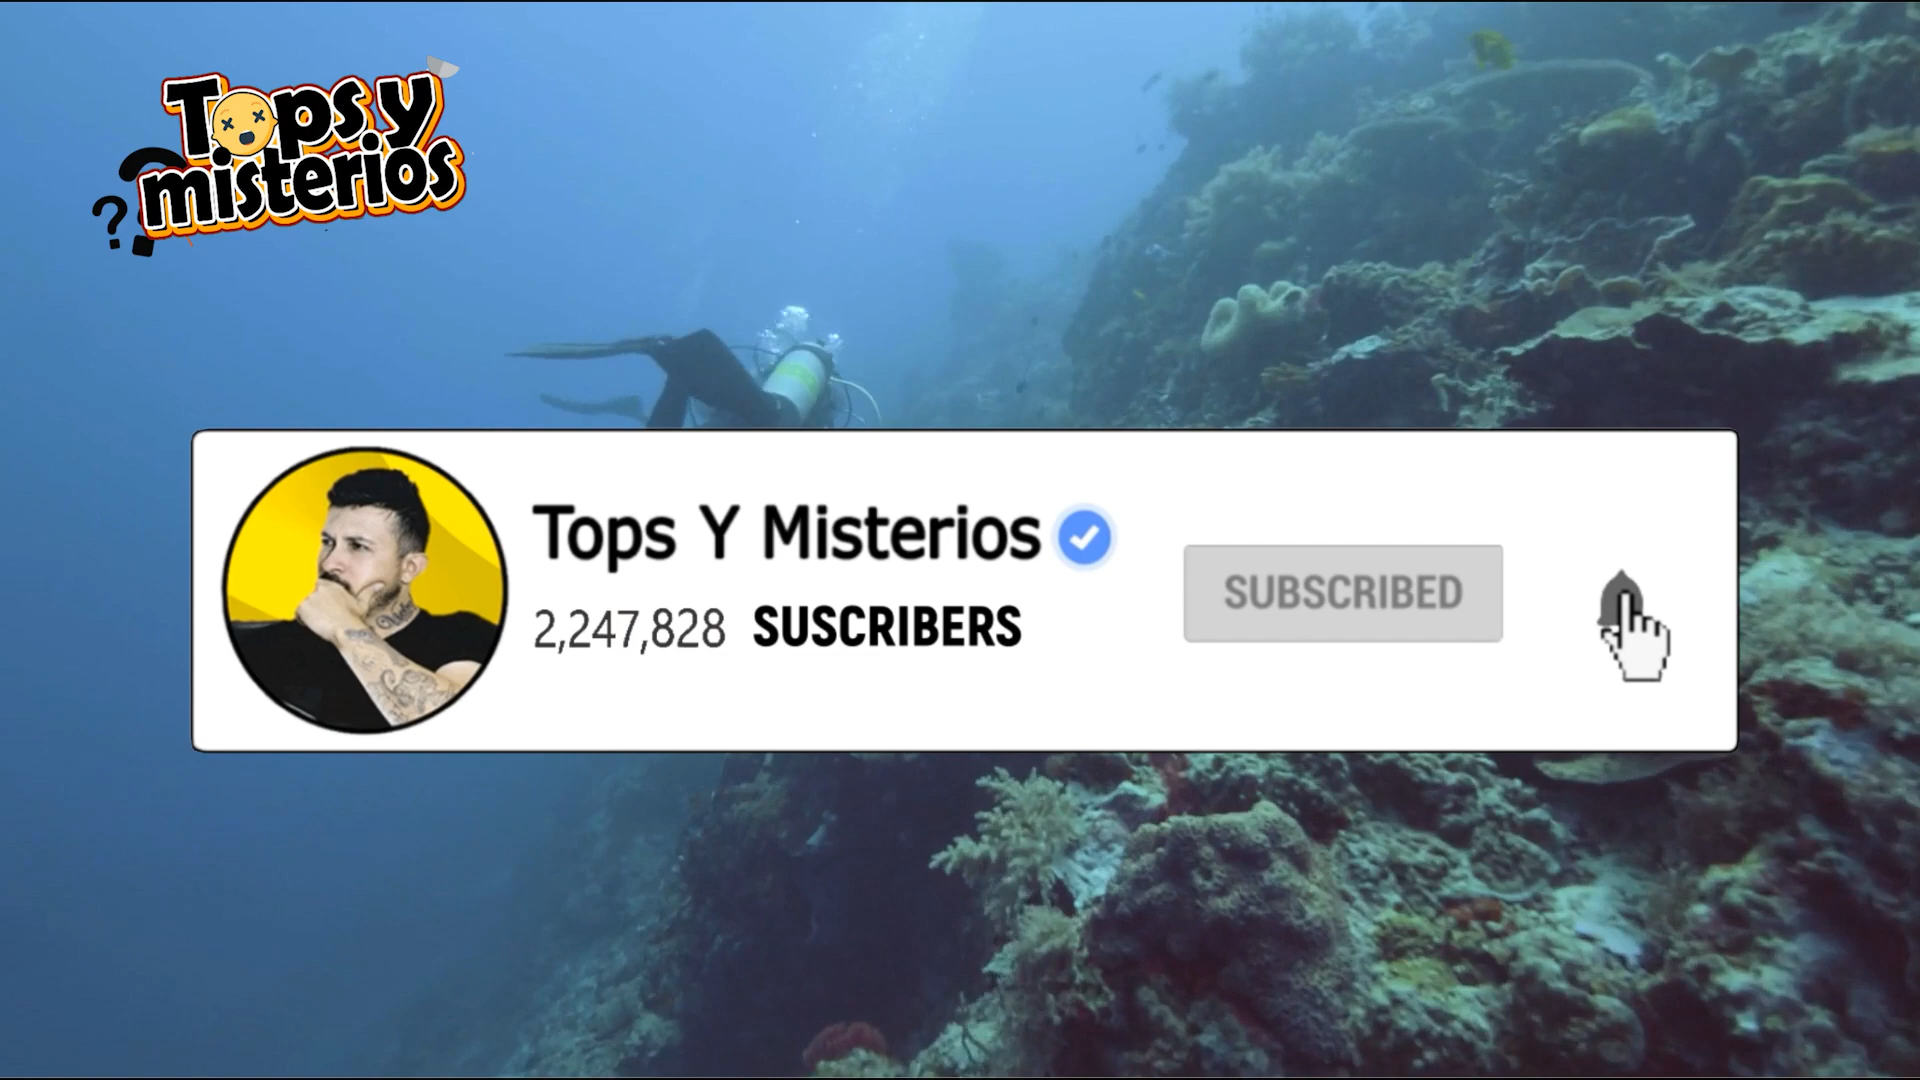 Tops y
misterios
??
Tops Y Misterios
2,247,828 SUSCRIBERS
SUBSCRIBED